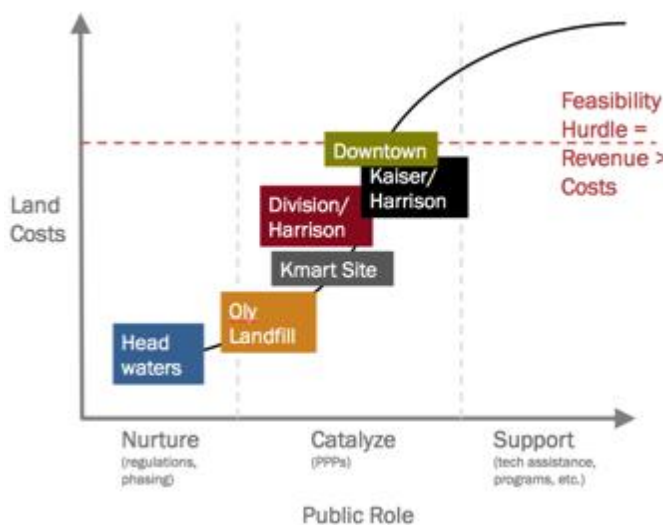 Feasibility
Hurdle =
Revenue >
Costs
Downtown
Kaiser/
Harrison
Division/
Harrison
Land
Costs
Kmart Site
Oly
Landfill
Head
waters
Nurture
(regulations,
phasing)
Catalyze
(PPPs)
Support
(tech assistance,
programs, etc.)
Public Role